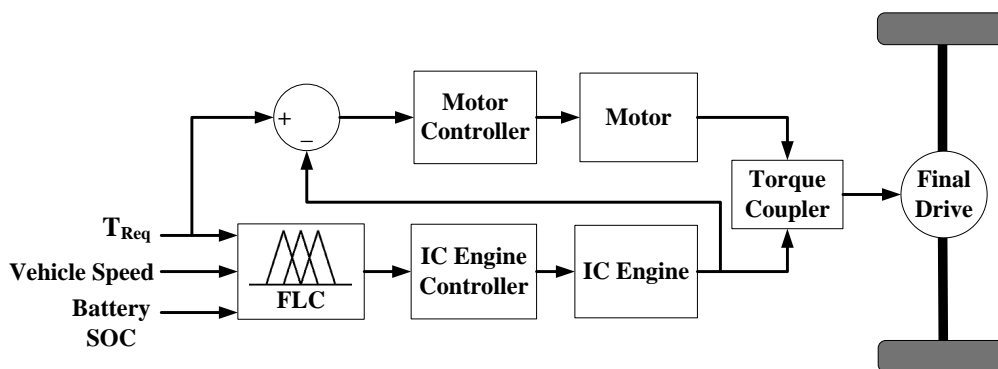 +
−
Motor
Controller
Motor
Torque
Coupler
Final
Drive
TReq
Vehicle Speed
Battery
SOC
FLC
IC Engine
Controller
IC Engine